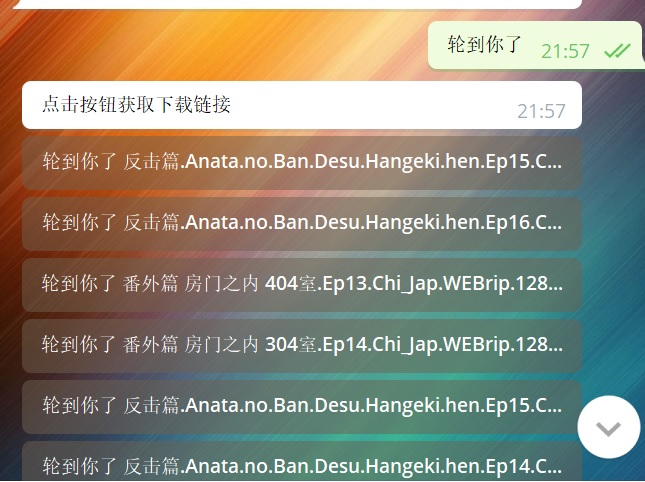 轮到你了 21:57
点击按钮获取下载链接
21:57
轮到你了 反击篇.Anata.no.Ban.Desu.Hangeki.hen.Ep15.C...
轮到你了 反击篇.Anata.no.Ban.Desu.Hangeki.hen.Ep16.C...
轮到你了 番外篇 房门之内 404室.Ep13.Chi_Jap.WEBrip.128...
轮到你了 番外篇 房门之内 304室.Ep14.Chi_Jap.WEBrip.128...
轮到你了 反击篇.Anata.no.Ban.Desu.Hangeki.hen.Ep15.C...
轮到你了 反击篇.Anata.no.Ban.Desu.Hangeki.hen.Ep14.C...